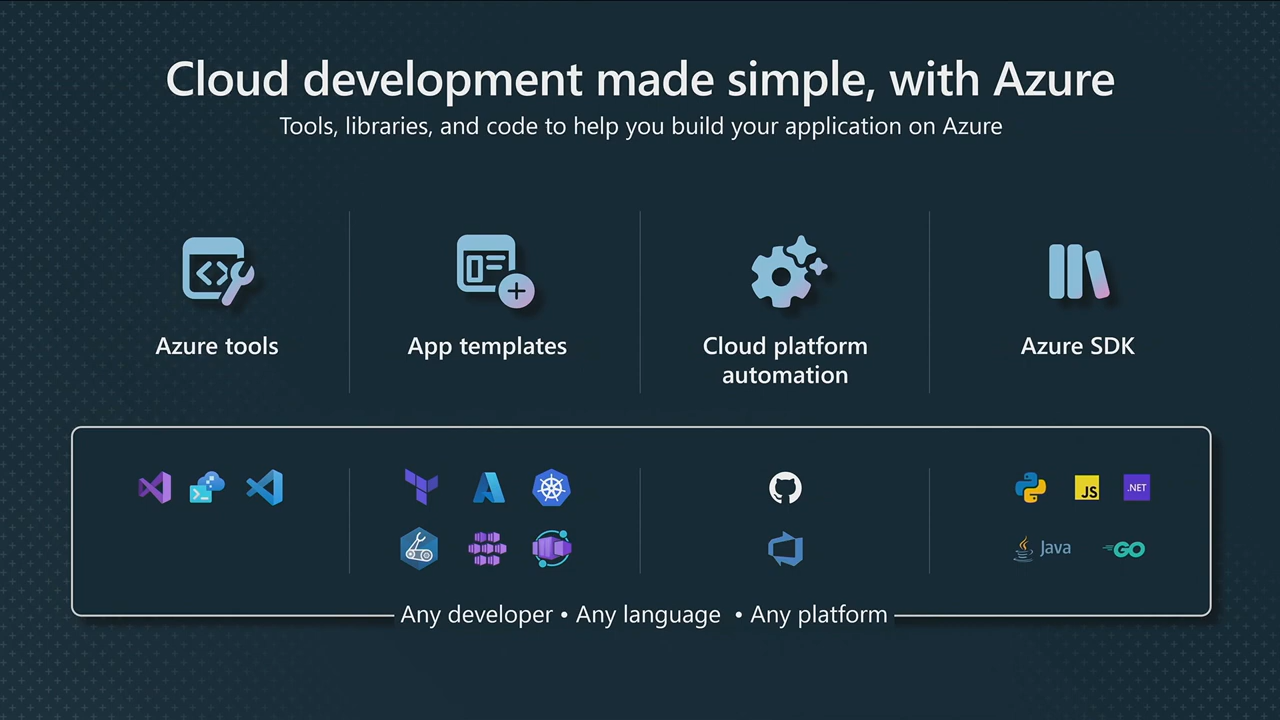 Cloud development made simple, with Azure
Tools, libraries, and code to help you build your application on Azure
Azure tools
App templates
Cloud platform
automation
Azure SDK
JS
.NET
Java
GO
Any developer • Any language • Any platform